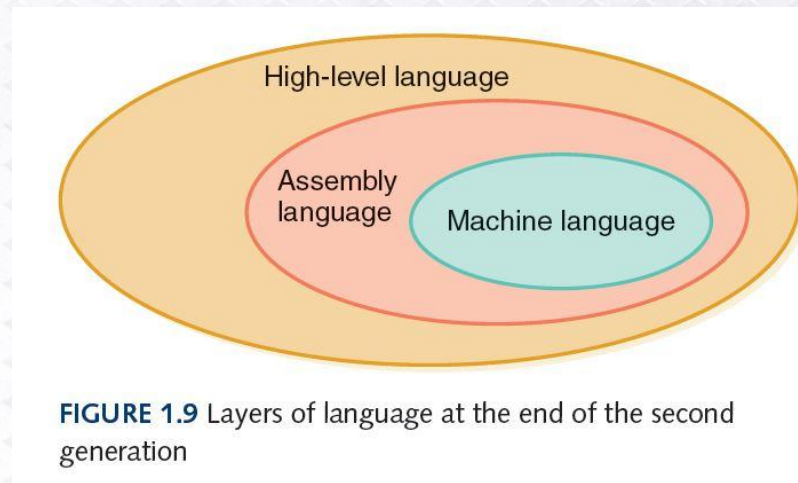 High-level language
Assembly
language
Machine language
FIGURE 1.9 Layers of language at the end of the second
generation